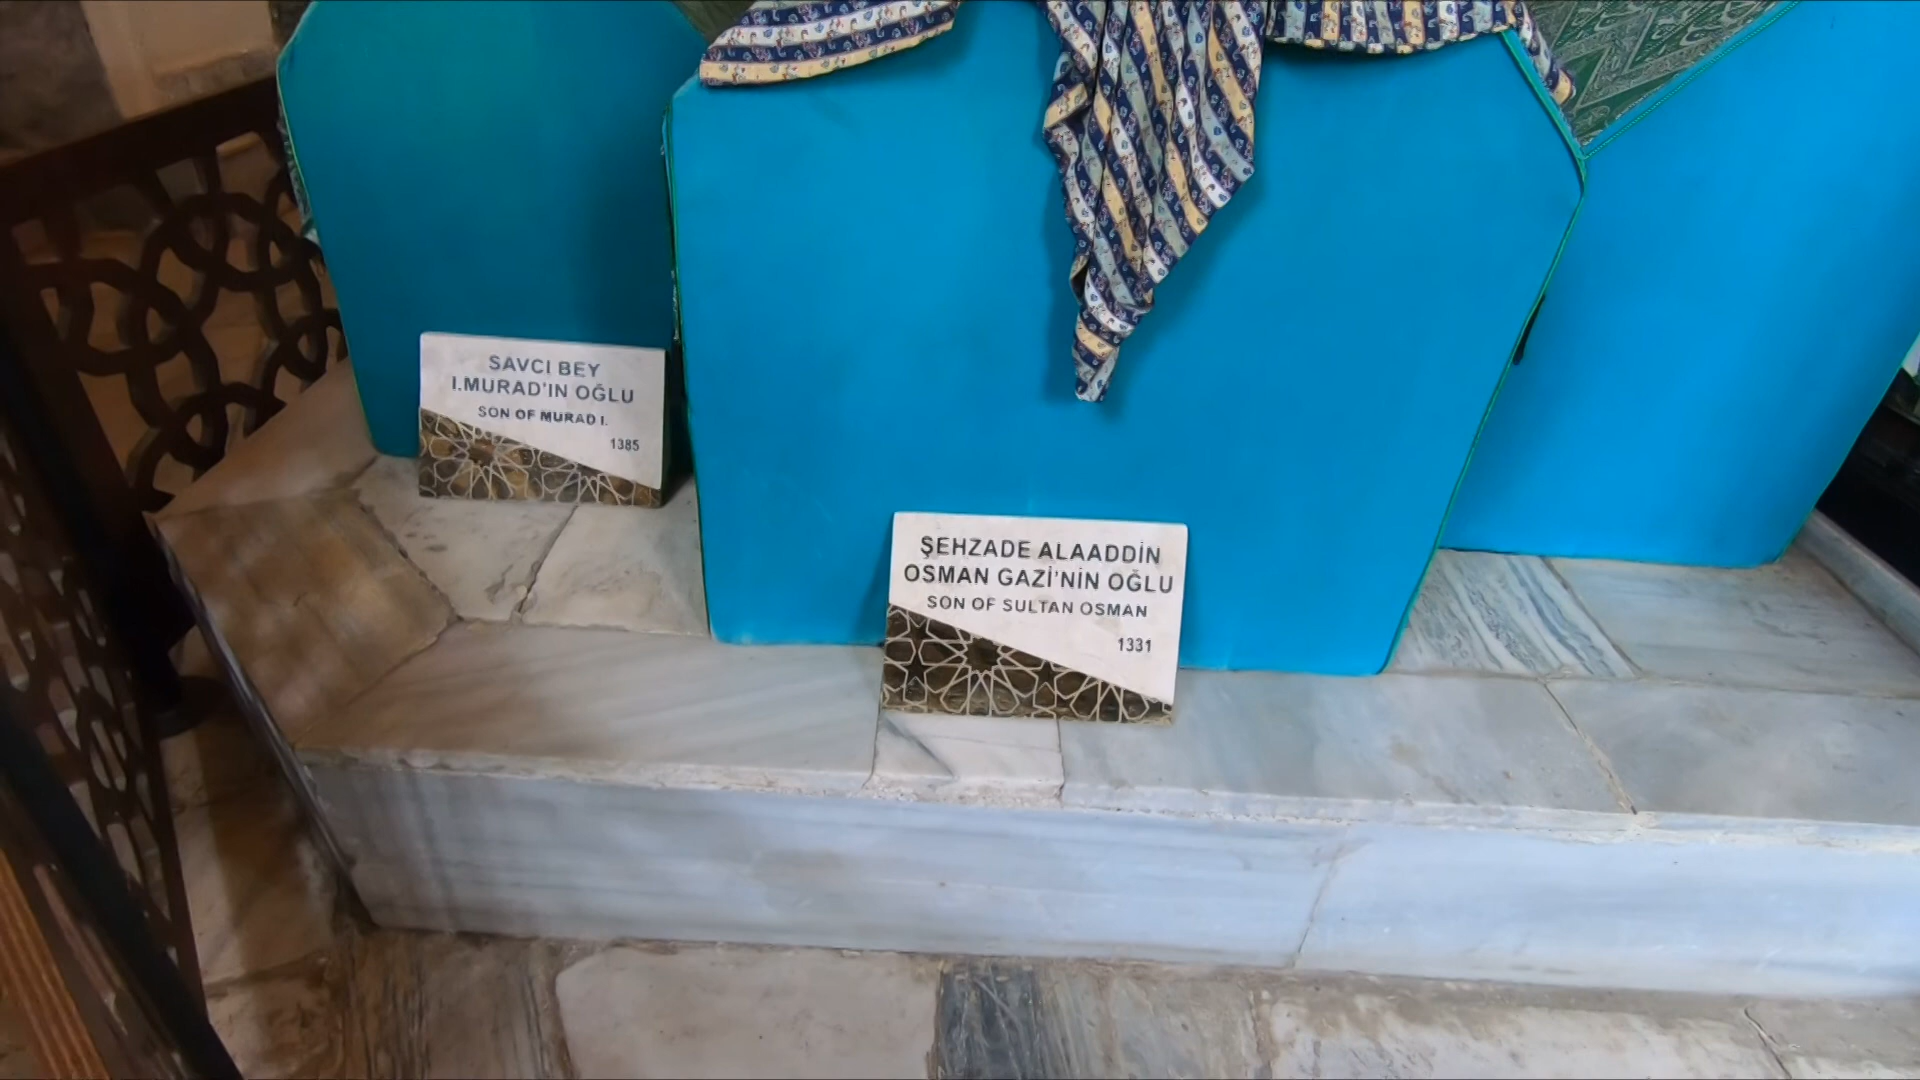 SAVCI BEY
I.MURAD'IN OĞLU
SON OF MURAD I.
1385
ŞEHZADE ALAADDİN
OSMAN GAZİ'NİN OĞLU
SON OF SULTAN OSMAN
1331